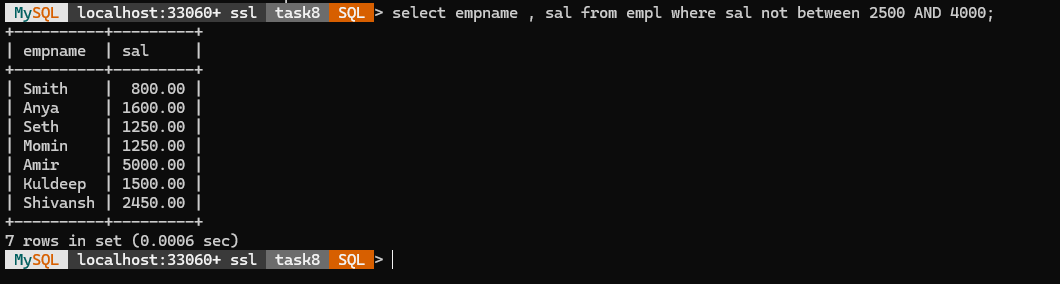 MySQL localhost:33060+ ssl task8 SQL > select empname , sal from empl where sal not between 2500 AND 4000;
+----------+---------+
| empname  | sal     |
+----------+---------+
| Smith    |  800.00 |
| Anya     | 1600.00 |
| Seth     | 1250.00 |
| Momin    | 1250.00 |
| Amir     | 5000.00 |
| Kuldeep  | 1500.00 |
| Shivansh | 2450.00 |
+----------+---------+
7 rows in set (0.0006 sec)
MySQL localhost:33060+ ssl task8 SQL >